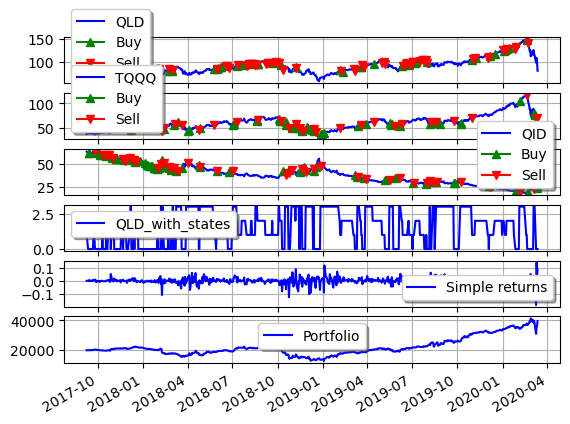 QLD
Buy
Sell
150
100
TQQQ
Buy
Sell
100
50
QID
Buy
Sell
50
25
QLD_with_states
2.5
0.0
Simple returns
0.1
0.0
−0.1
Portfolio
40000
20000
2017-10
2018-01
2018-04
2018-07
2018-10
2019-01
2019-04
2019-07
2019-10
2020-01
2020-04